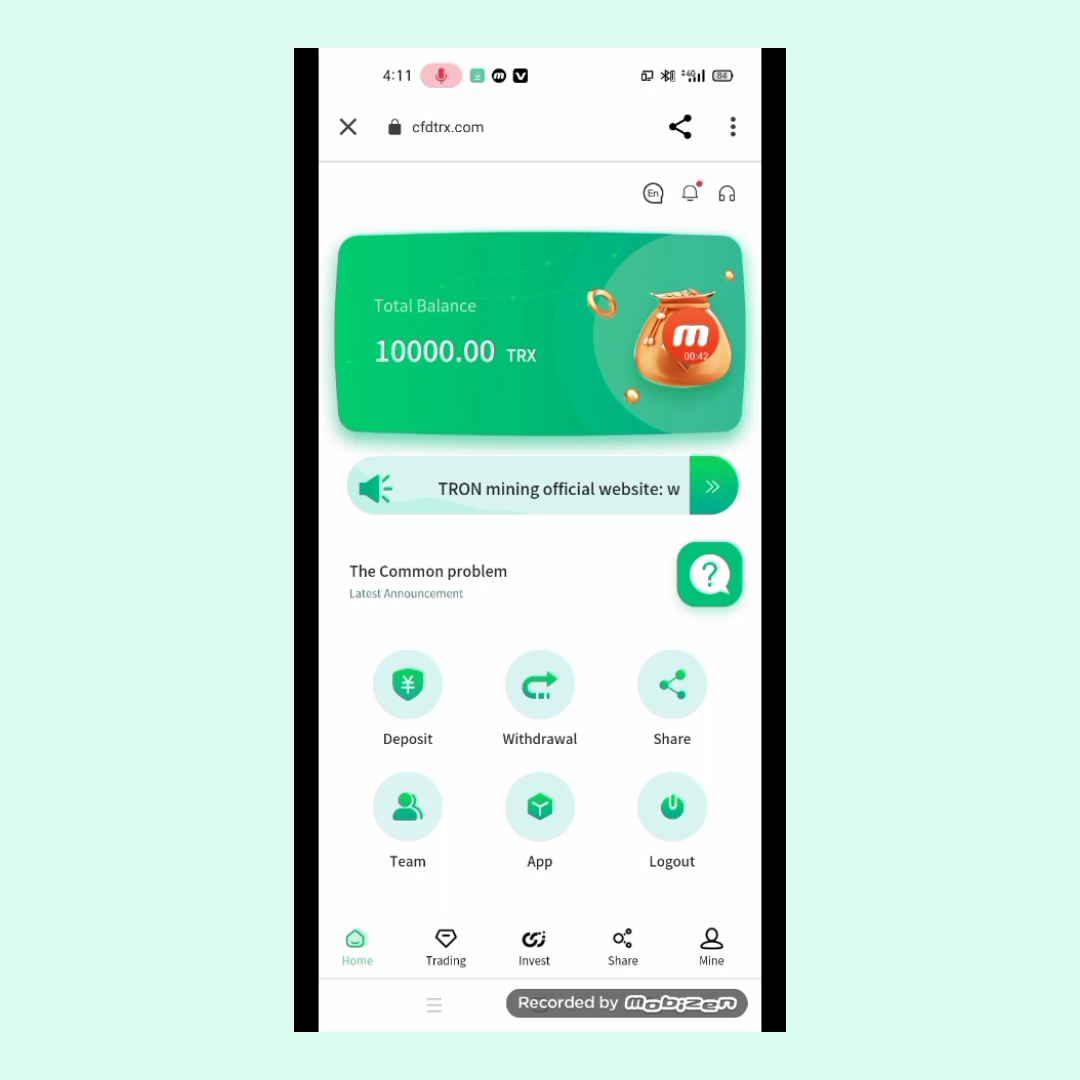 4:11
84
cfdtrx.com
En
Total Balance
10000.00 TRX
m
00:42
TRON mining official website: w
The Common problem
Latest Announcement
Deposit
Withdrawal
Share
Team
App
Logout
Home
Trading
Invest
Share
Mine
Recorded by mobizen